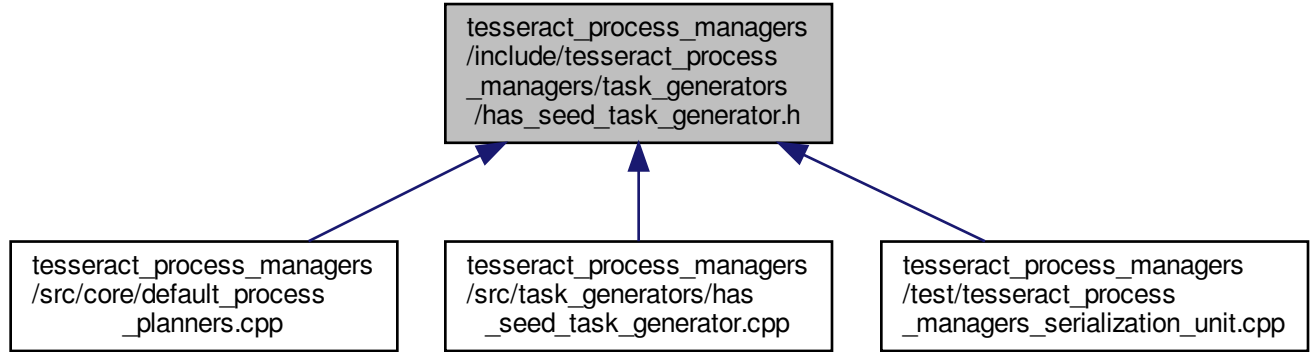 tesseract_process_managers
/include/tesseract_process
_managers/task_generators
/has_seed_task_generator.h
tesseract_process_managers
/src/core/default_process
_planners.cpp
tesseract_process_managers
/src/task_generators/has
_seed_task_generator.cpp
tesseract_process_managers
/test/tesseract_process
_managers_serialization_unit.cpp